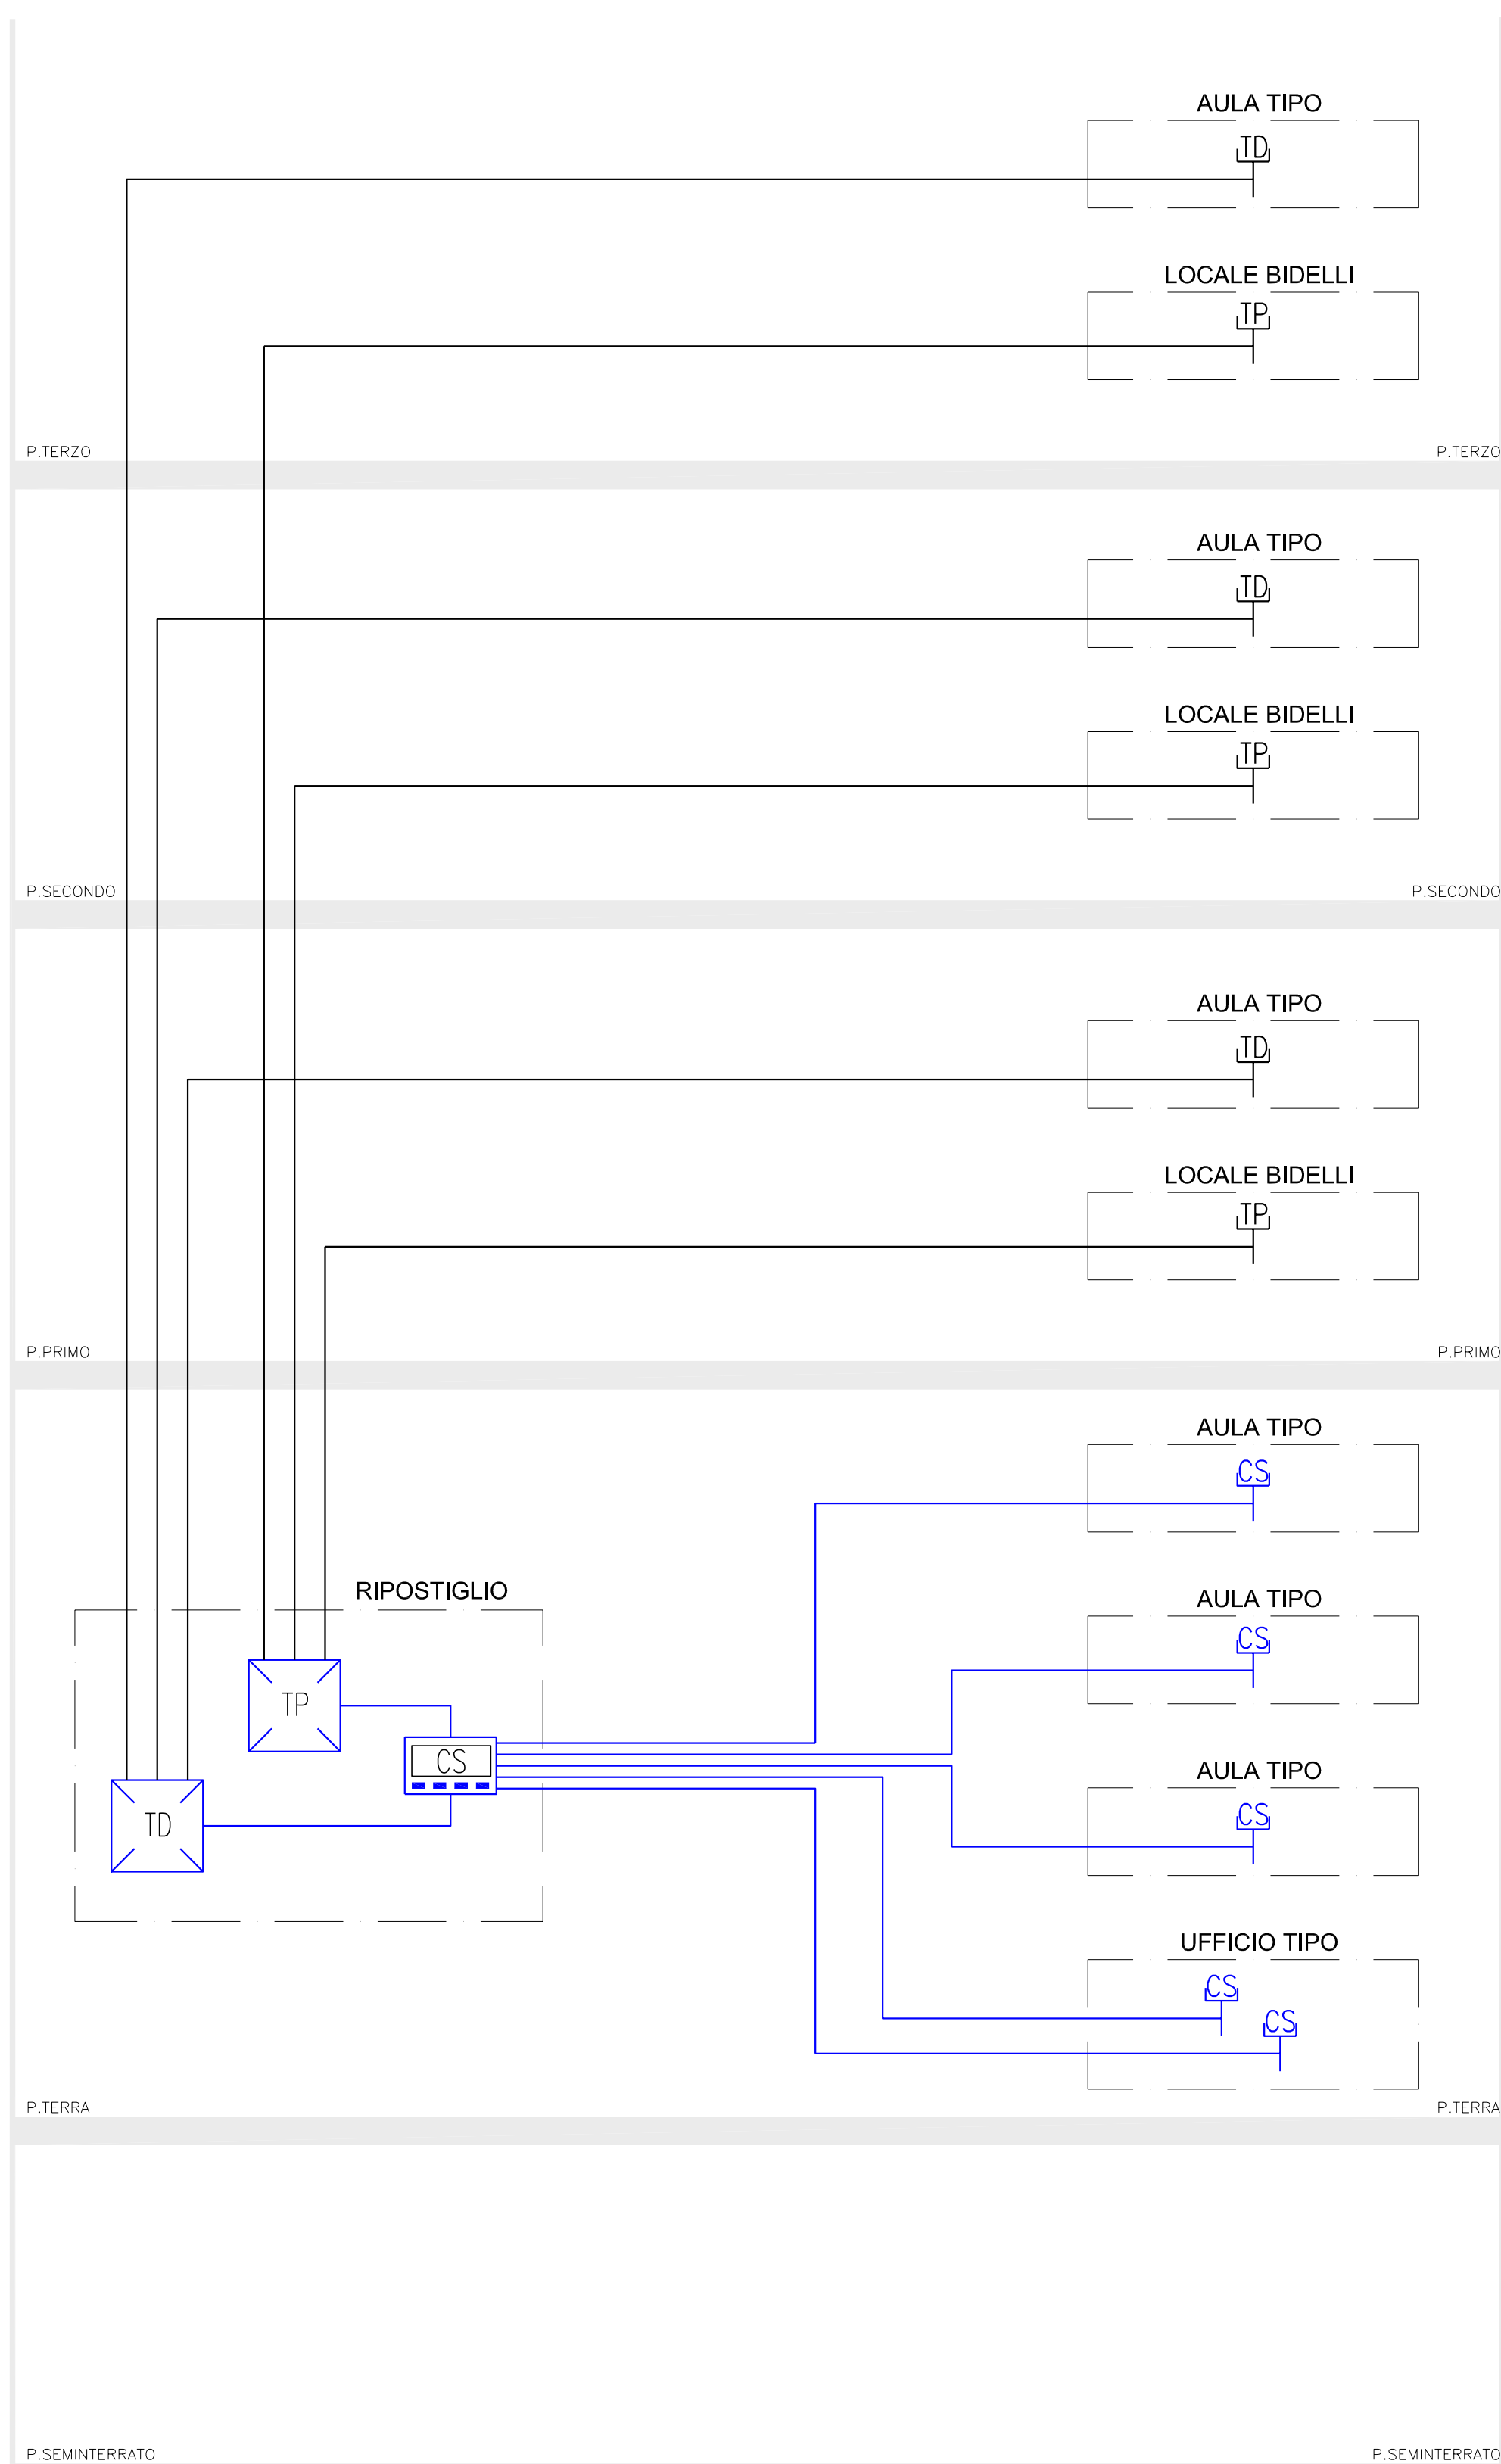 AULA TIPO
TD
LOCALE BIDELLI
TP
P.TERZO
P.TERZO
AULA TIPO
TD
LOCALE BIDELLI
TP
P.SECONDO
P.SECONDO
AULA TIPO
TD
LOCALE BIDELLI
TP
P.PRIMO
P.PRIMO
AULA TIPO
CS
RIPOSTIGLIO
AULA TIPO
CS
TP
CS
AULA TIPO
CS
TD
UFFICIO TIPO
CS
CS
P.TERRA
P.TERRA
P.SEMINTERRATO
P.SEMINTERRATO